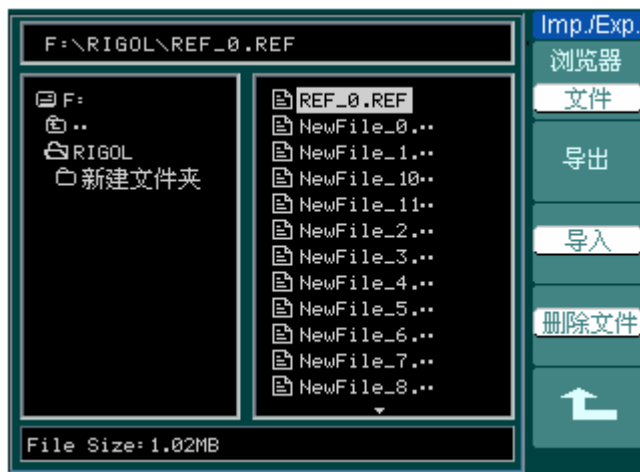 F:\RIGOL\REF_0.REF
F:
..
RIGOL
新建文件夹
REF_0.REF
NewFile_0...
NewFile_1...
NewFile_10..
NewFile_11..
NewFile_2...
NewFile_3...
NewFile_4...
NewFile_5...
NewFile_6...
NewFile_7...
NewFile_8...
File Size:1.02MB
Imp./Exp.
浏览器
文件
导出
导入
删除文件